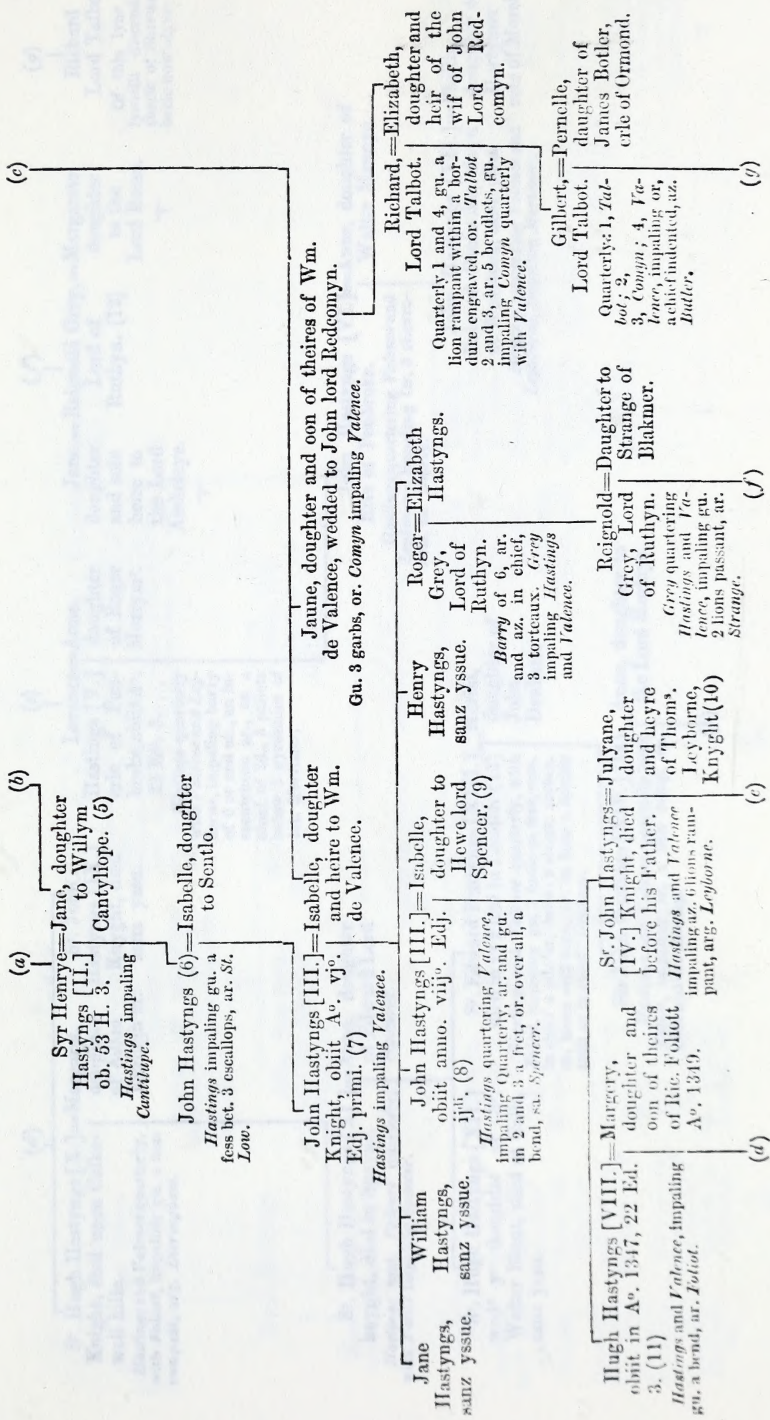 (a)
(b)
(c)
Syr Henrye=Jane, doughter
Hastyngs [II.] to Willym
ob. 53 H. 3. Cantyliope. (5)
Hastings impaling
Cantilupe.
John Hastyngs (6)=Isabelle, doughter
to Sentlo.
Hastings impaling gu. a
fess bet. 3 escallops, ar. St.
Low.
John Hastyngs [III.]=Isabelle, doughter
Knight, obiit Ao. vjo. and heire to Wm.
Edj. primi. (7) de Valence.
Hastings impaling Valence.
Jaune, doughter and oon of theires of Wm.
de Valence, wedded to John lord Redcomyn.
Gu. 3 garbs, or. Comyn impaling Valence.
Jane
Hastyngs,
sanz yssue.
William
Hastyngs,
sanz yssue.
John Hastyngs [III.]=Isabelle,
obiit anno. viijo. Edj. doughter to
ijdi. (8) Hewe lord
Spencer. (9)
Hastings quartering Valence,
impaling Quarterly, ar. and gu.
in 2 and 3 a fret, or. over all, a
bend, sa. Spencer.
Henry
Hastyngs,
sanz yssue.
Roger=Elizabeth
Grey, Hastyngs.
Lord of
Ruthyn.
Barry of 6, ar.
and az. in chief,
3 torteaux. Grey
impaling Hastings
and Valence.
Richard,=Elizabeth,
Lord Talbot. doughter and
heir of the
wif of John
Lord Red-
comyn.
Quarterly 1 and 4, gu. a
lion rampant within a bor-
dure engraved, or. Talbot
2 and 3, ar. 5 bendlets, gu.
impaling Comyn quarterly
with Valence.
Hugh Hastyngs [VIII.]=Margery,
obiit in Ao. 1347, 22 Ed. doughter and
3. (11) oon of theires
of Ric. Foliott
Ao. 1349.
Hastings and Valence, impaling
gu. a bend, ar. Foliot.
(d)
Sr. John Hastyngs=Julyane,
[IV.] Knight, died doughter
before his Father. and heyre
of Thoms.
Leyborne,
Knyght(10)
Hastings and Valence
impaling az. 6 lions ram-
pant, arg. Leyborne.
(e)
Reignold=Daughter to
Grey, Lord Strange of
of Ruthyn. Blakmer.
Grey quartering
Hastings and Va-
lence, impaling gu.
2 lions passant, ar.
Strange.
(f)
Gilbert,=Pernelle,
Lord Talbot. daughter of
James Botler,
erle of Ormond.
Quarterly: 1, Tal-
bot; 2,
3, Comyn; 4, Va-
lence, impaling or,
a chief indented, az.
Butler.
(g)